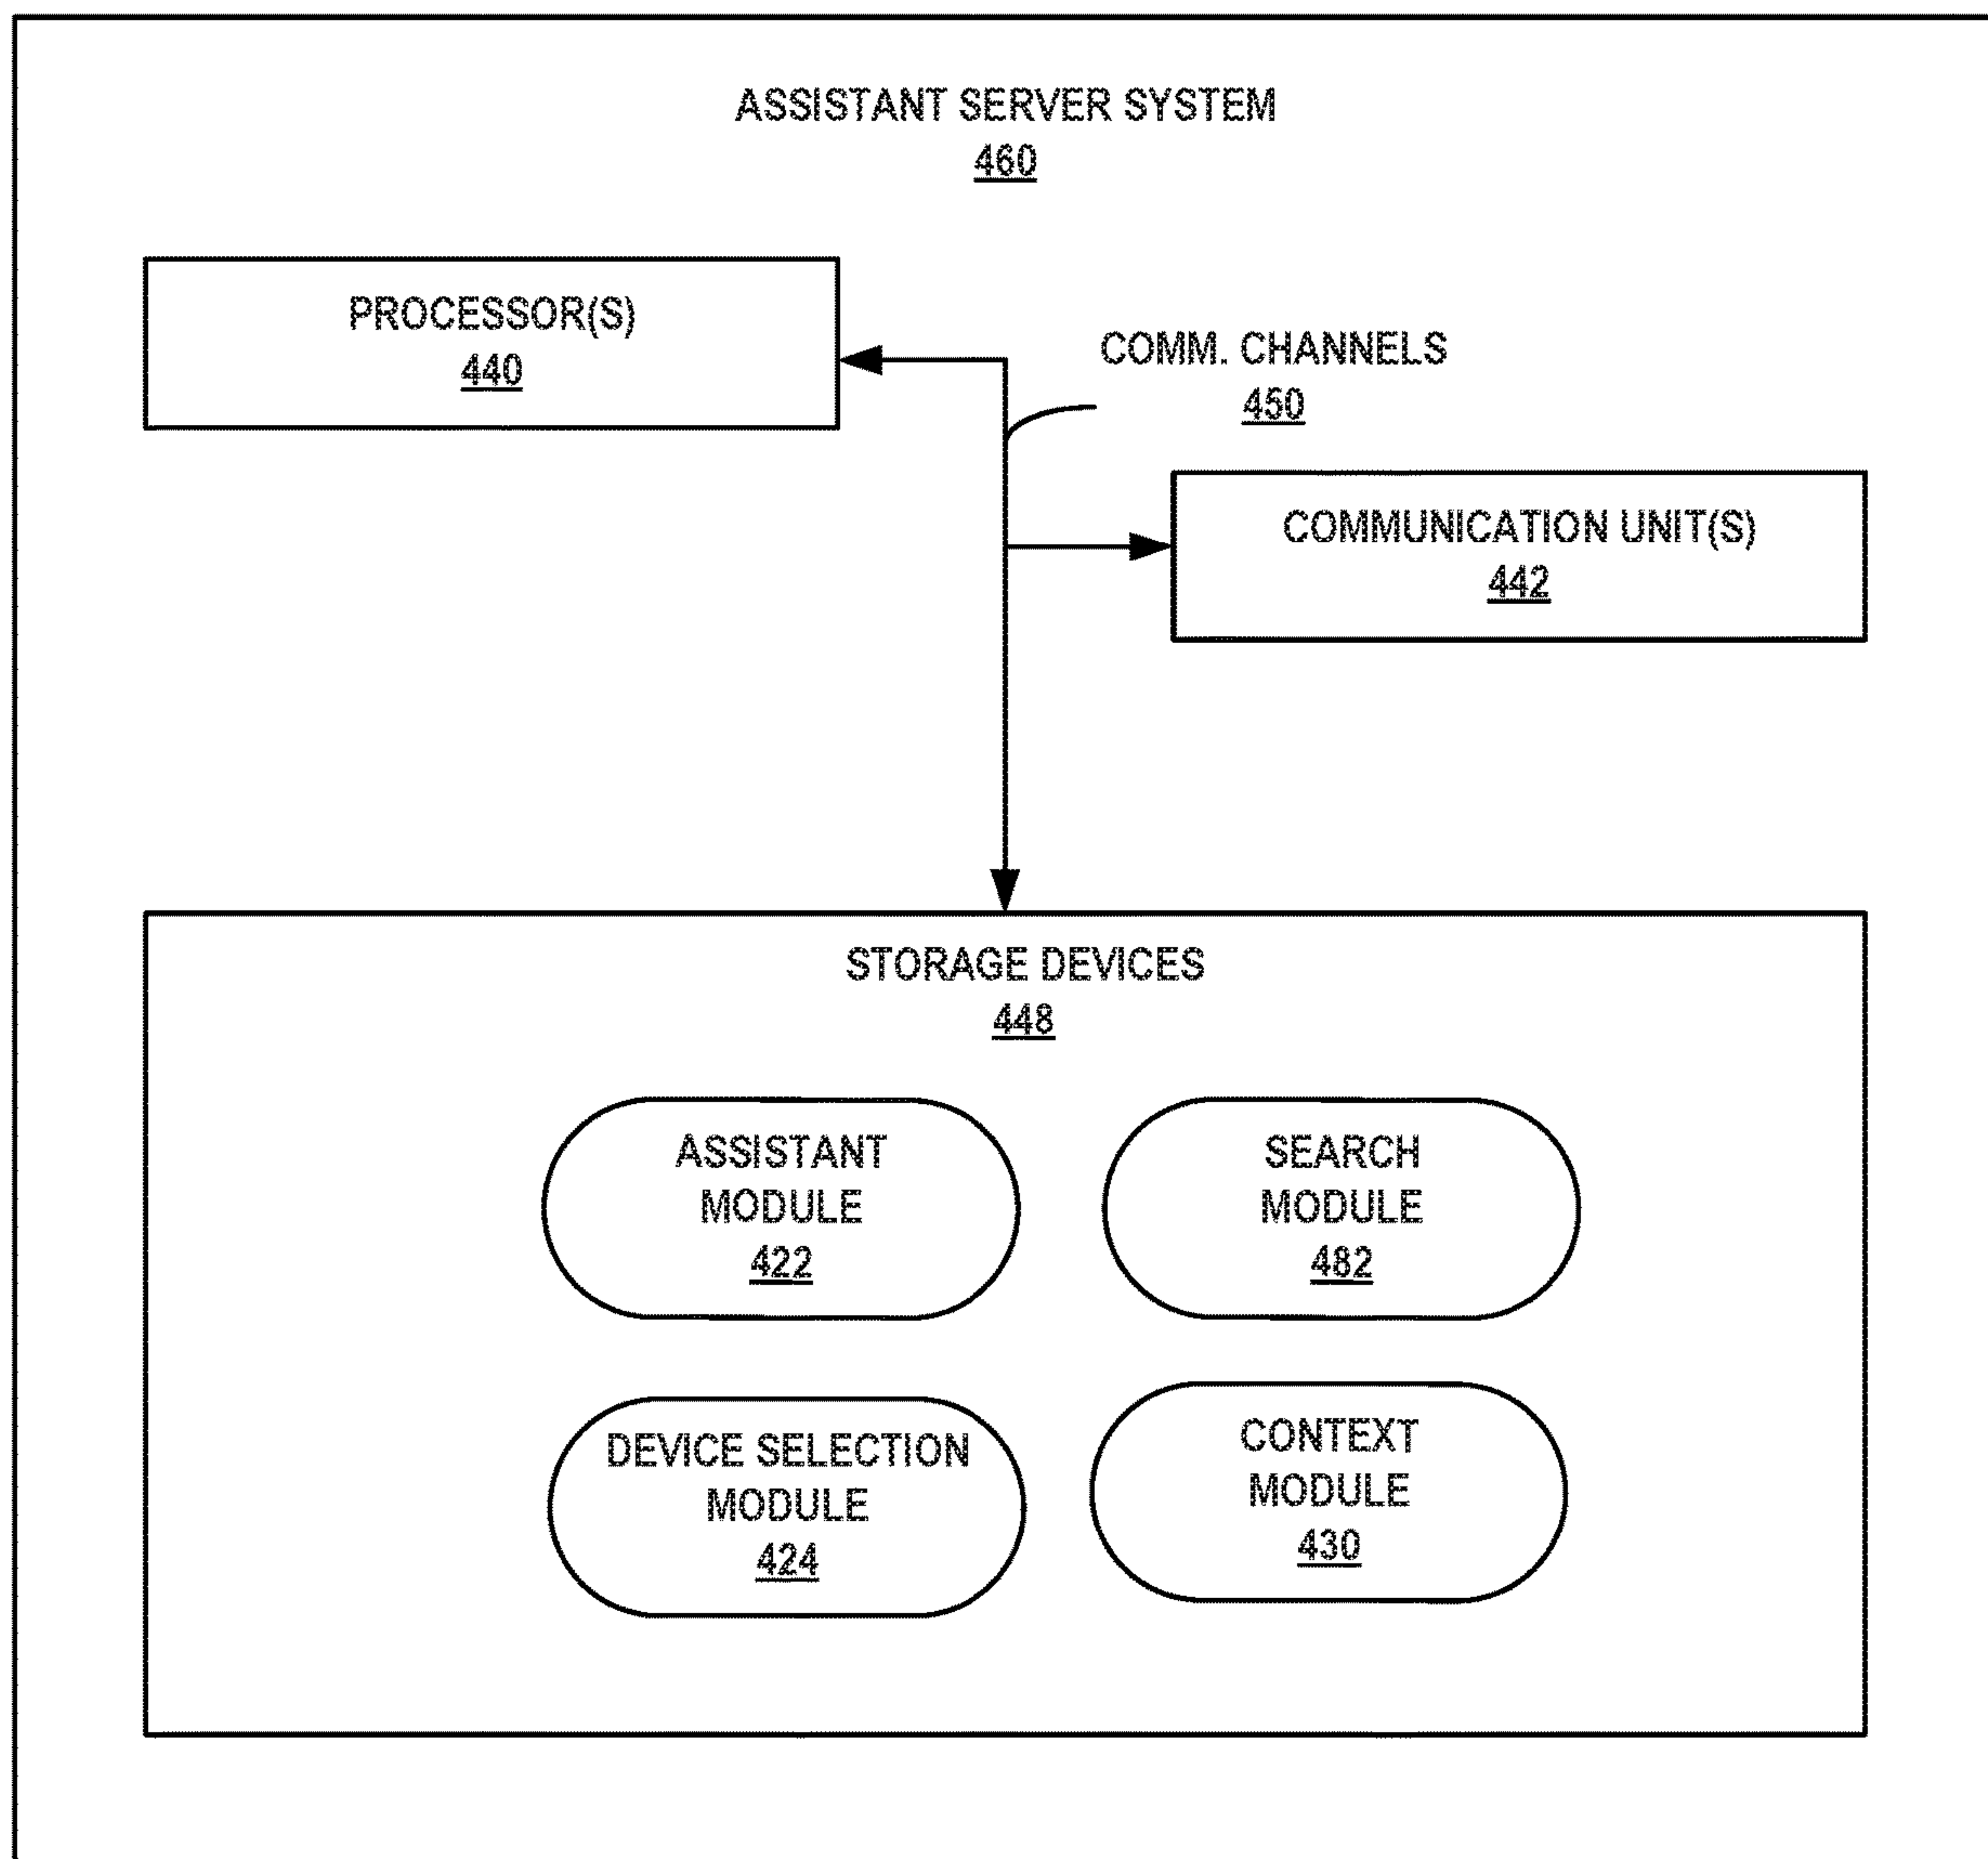 ASSISTANT SERVER SYSTEM
460
PROCESSOR(S)
440
COMM. CHANNELS
450
COMMUNICATION UNIT(S)
442
STORAGE DEVICES
448
ASSISTANT
MODULE
422
SEARCH
MODULE
482
DEVICE SELECTION
MODULE
424
CONTEXT
MODULE
430